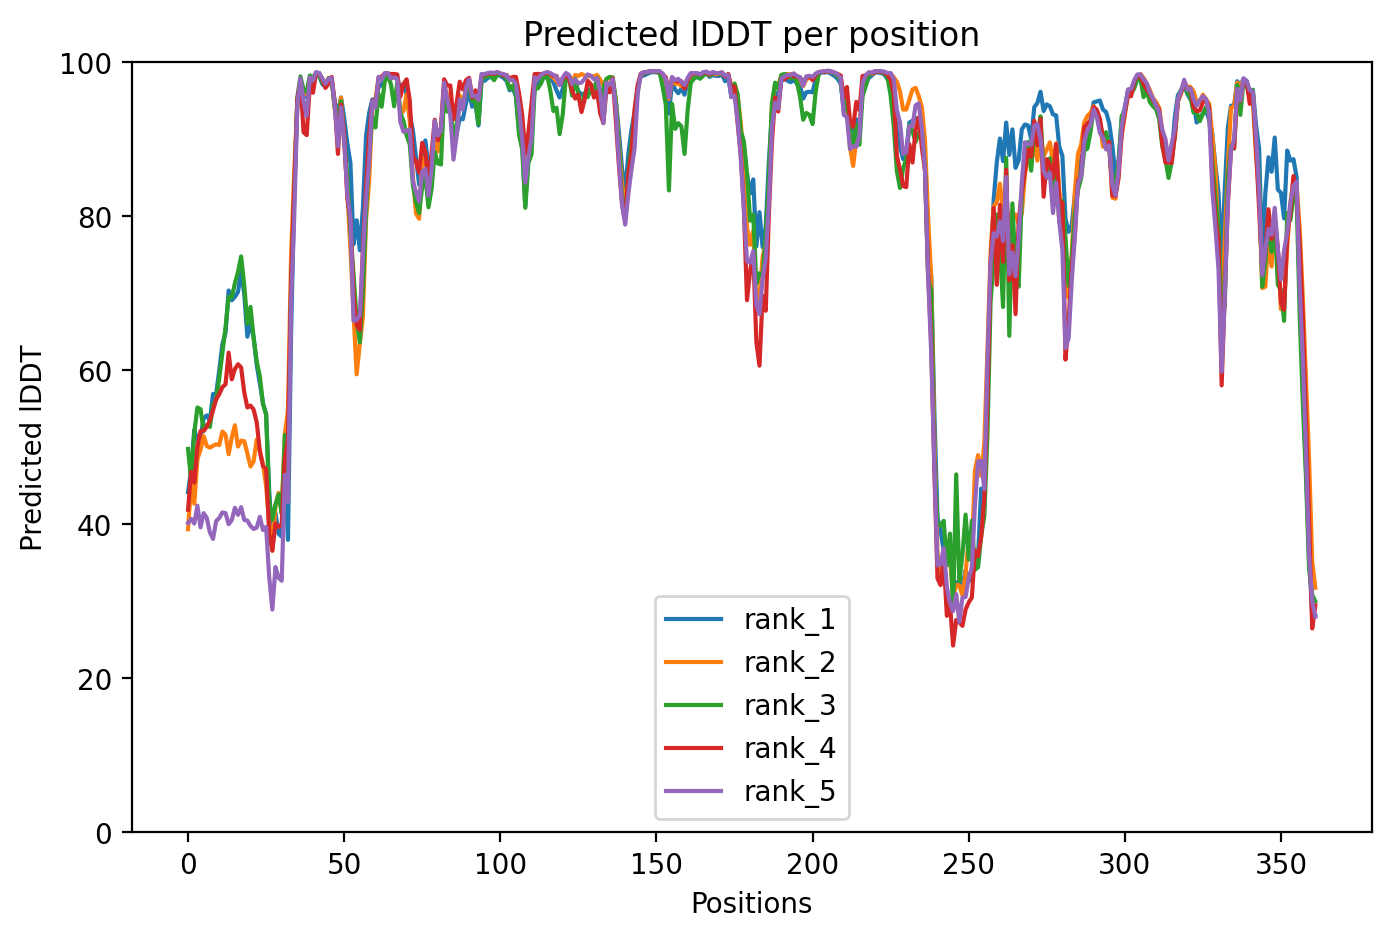 Predicted lDDT per position
100
80
60
40
20
0
Predicted lDDT
0 50 100 150 200 250 300 350
Positions
rank_1
rank_2
rank_3
rank_4
rank_5